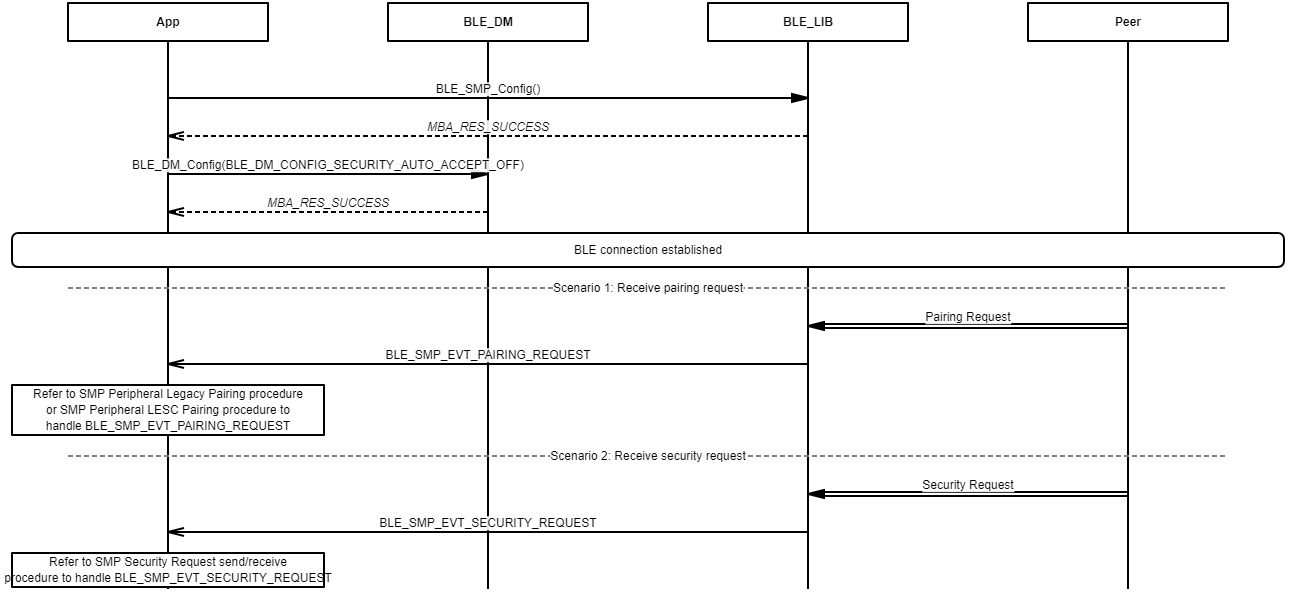 App
BLE_DM
BLE_LIB
Peer
BLE_SMP_Config()
MBA_RES_SUCCESS
BLE_DM_Config(BLE_DM_CONFIG_SECURITY_AUTO_ACCEPT_OFF)
MBA_RES_SUCCESS
BLE connection established
Scenario 1: Receive pairing request
Pairing Request
BLE_SMP_EVT_PAIRING_REQUEST
Refer to SMP Peripheral Legacy Pairing procedure
or SMP Peripheral LESC Pairing procedure to
handle BLE_SMP_EVT_PAIRING_REQUEST
Scenario 2: Receive security request
Security Request
BLE_SMP_EVT_SECURITY_REQUEST
Refer to SMP Security Request send/receive
procedure to handle BLE_SMP_EVT_SECURITY_REQUEST